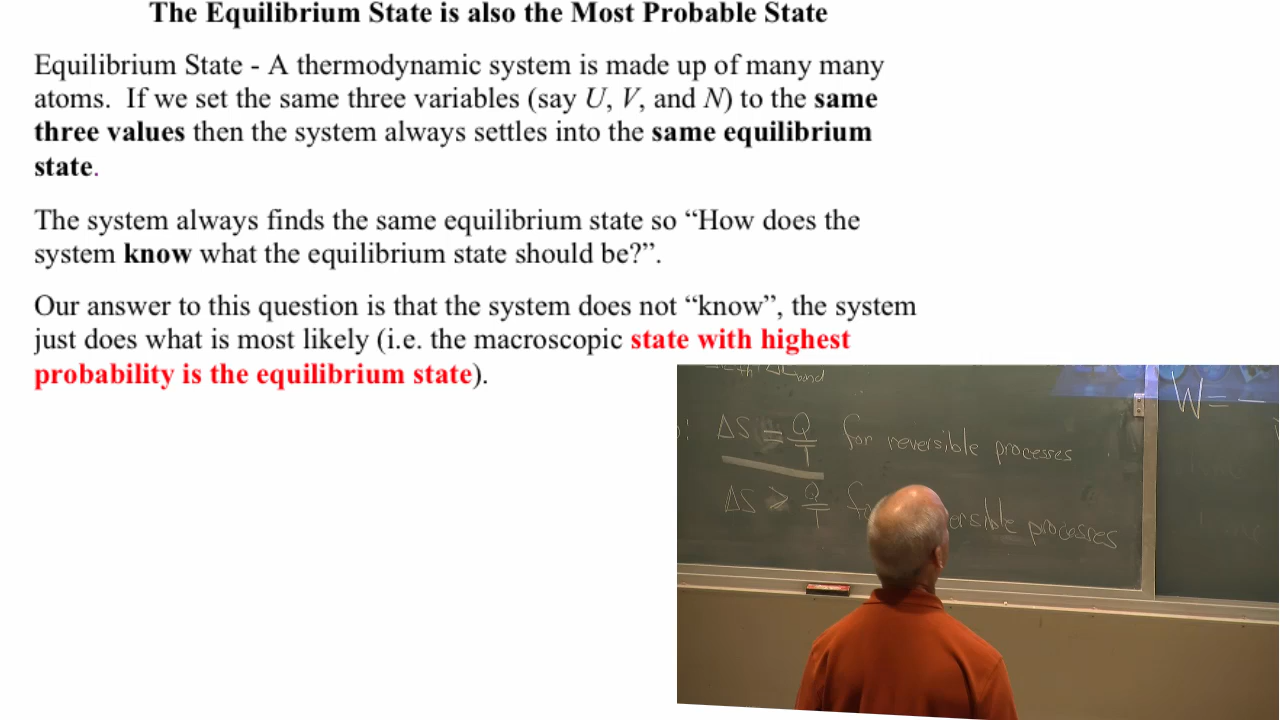 The Equilibrium State is also the Most Probable State
Equilibrium State - A thermodynamic system is made up of many many
atoms. If we set the same three variables (say U, V, and N) to the same
three values then the system always settles into the same equilibrium
state.
The system always finds the same equilibrium state so “How does the
system know what the equilibrium state should be?”.
Our answer to this question is that the system does not “know”, the system
just does what is most likely (i.e. the macroscopic state with highest
probability is the equilibrium state).
W=
ΔS = Q/T for reversible processes
ΔS > Q/T ersible processes